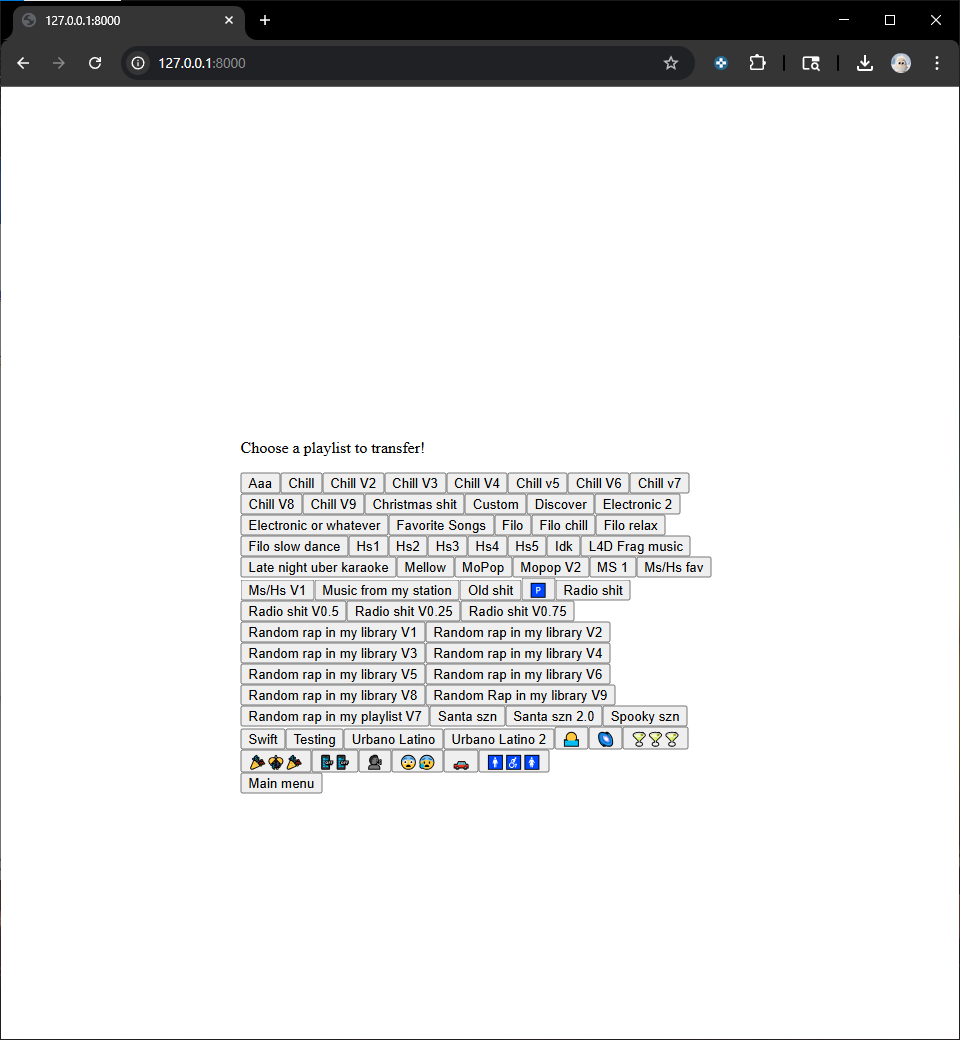 127.0.0.1:8000
127.0.0.1:8000
Choose a playlist to transfer!
Aaa Chill Chill V2 Chill V3 Chill V4 Chill v5 Chill V6 Chill v7
Chill V8 Chill V9 Christmas shit Custom Discover Electronic 2
Electronic or whatever Favorite Songs Filo Filo chill Filo relax
Filo slow dance Hs1 Hs2 Hs3 Hs4 Hs5 Idk L4D Frag music
Late night uber karaoke Mellow MoPop Mopop V2 MS 1 Ms/Hs fav
Ms/Hs V1 Music from my station Old shit 🅿️ Radio shit
Radio shit V0.5 Radio shit V0.25 Radio shit V0.75
Random rap in my library V1 Random rap in my library V2
Random rap in my library V3 Random rap in my library V4
Random rap in my library V5 Random rap in my library V6
Random rap in my library V8 Random Rap in my library V9
Random rap in my playlist V7 Santa szn Santa szn 2.0 Spooky szn
Swift Testing Urbano Latino Urbano Latino 2
Main menu